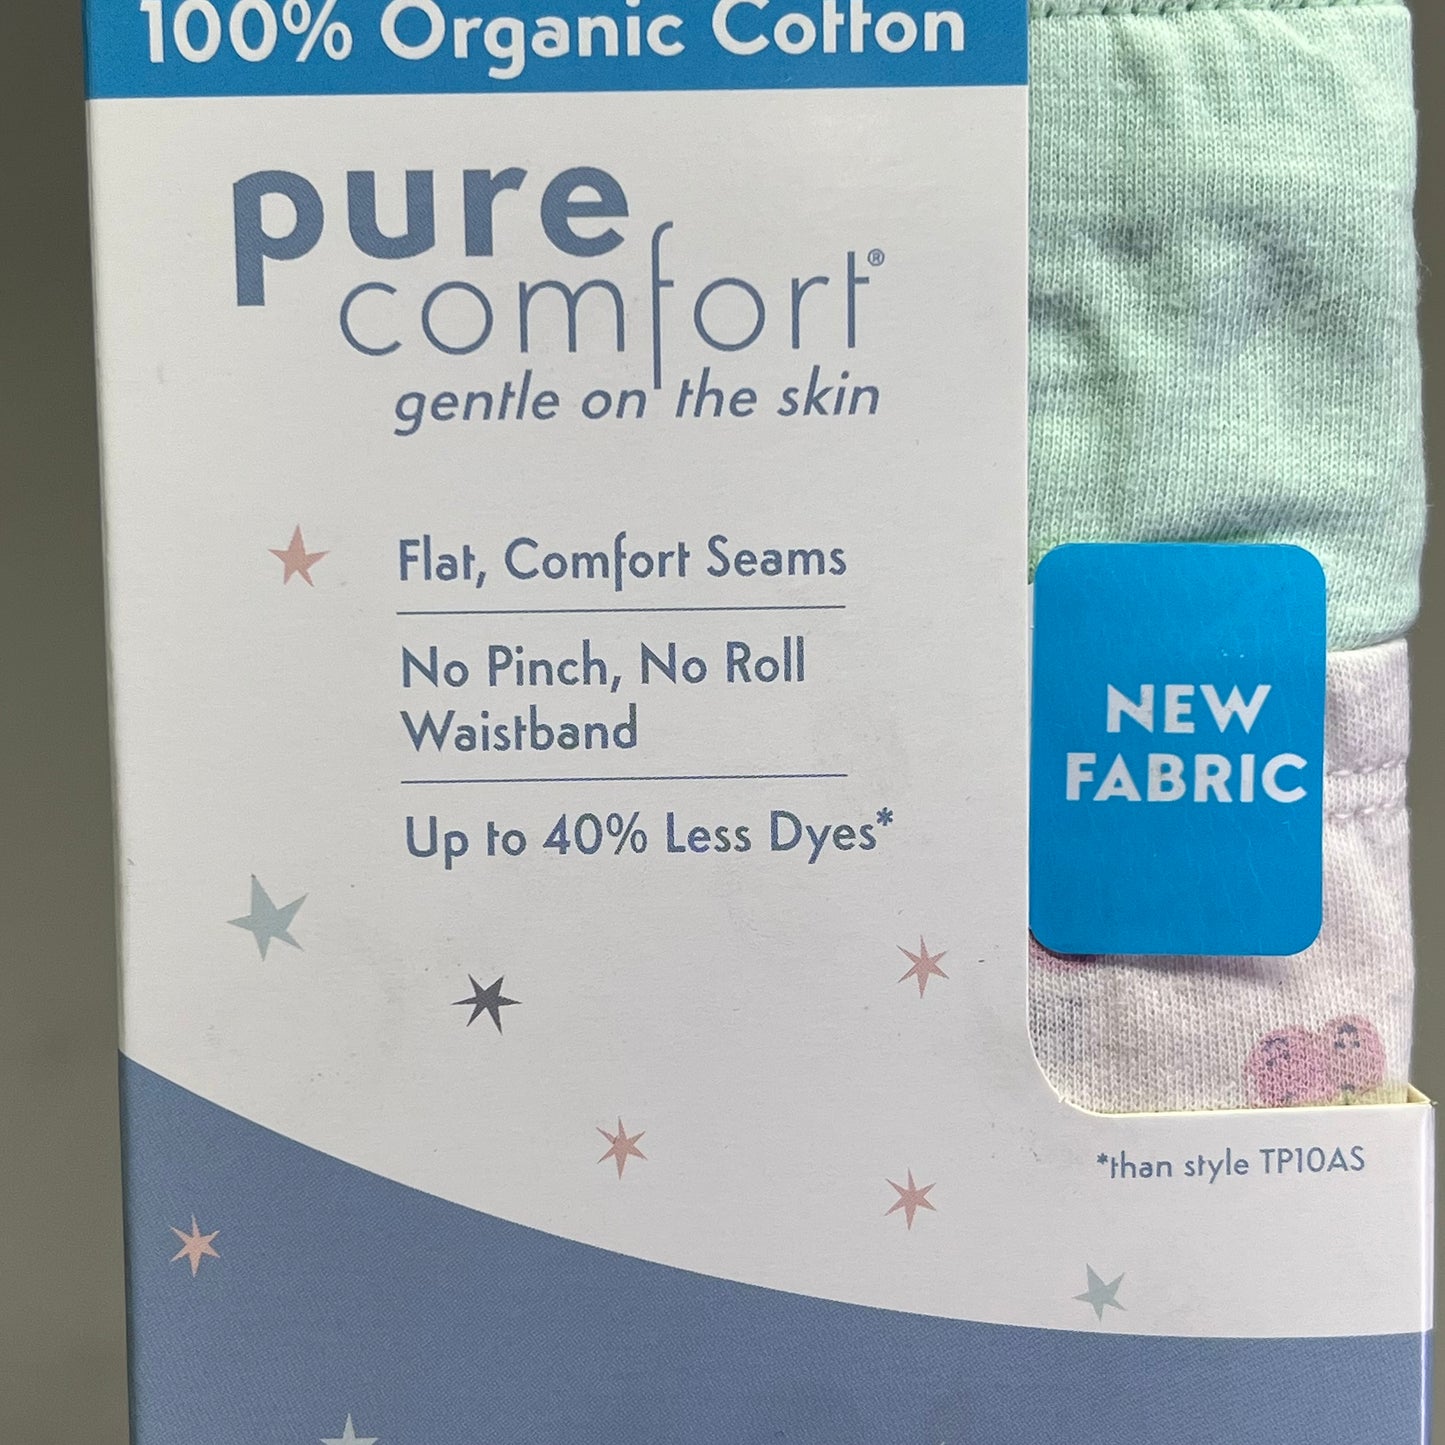 100% Organic Cotton
pure
comfort®
gentle on the skin
Flat, Comfort Seams
No Pinch, No Roll
Waistband
Up to 40% Less Dyes*
NEW
FABRIC
*than style TP10AS